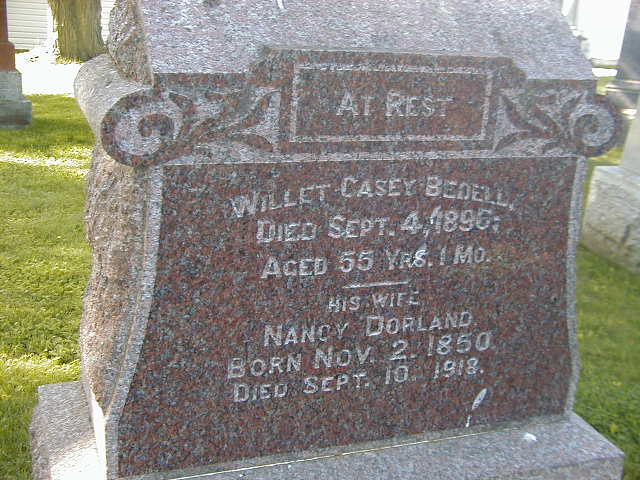 AT REST
WILLET CASEY BEDELL,
DIED SEPT. 4, 1896;
AGED 55 YRS. 1 MO.
HIS WIFE
NANCY DORLAND
BORN NOV. 2. 1850
DIED SEPT. 10. 1918.